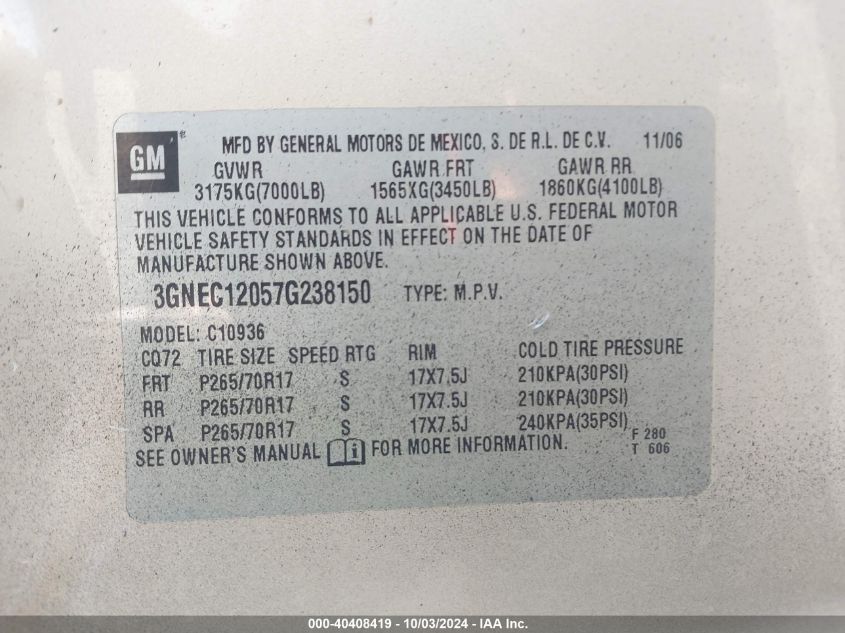 GM ® MFD BY GENERAL MOTORS DE MEXICO, S. DE R.L. DE C.V. 11/06
GVWR GAWR FRT GAWR RR
3175KG(7000LB) 1565KG(3450LB) 1860KG(4100LB)
THIS VEHICLE CONFORMS TO ALL APPLICABLE U.S. FEDERAL MOTOR
VEHICLE SAFETY STANDARDS IN EFFECT ON THE DATE OF
MANUFACTURE SHOWN ABOVE.
3GNEC12057G238150 TYPE: M.P.V.
MODEL: C10936
CQ72 TIRE SIZE SPEED RTG RIM COLD TIRE PRESSURE
FRT P265/70R17 S 17X7.5J 210KPA(30PSI)
RR P265/70R17 S 17X7.5J 210KPA(30PSI)
SPA P265/70R17 S 17X7.5J 240KPA(35PSI)
SEE OWNER'S MANUAL FOR MORE INFORMATION.
F 280
T 606
000-40408419 - 10/03/2024 - IAA Inc.